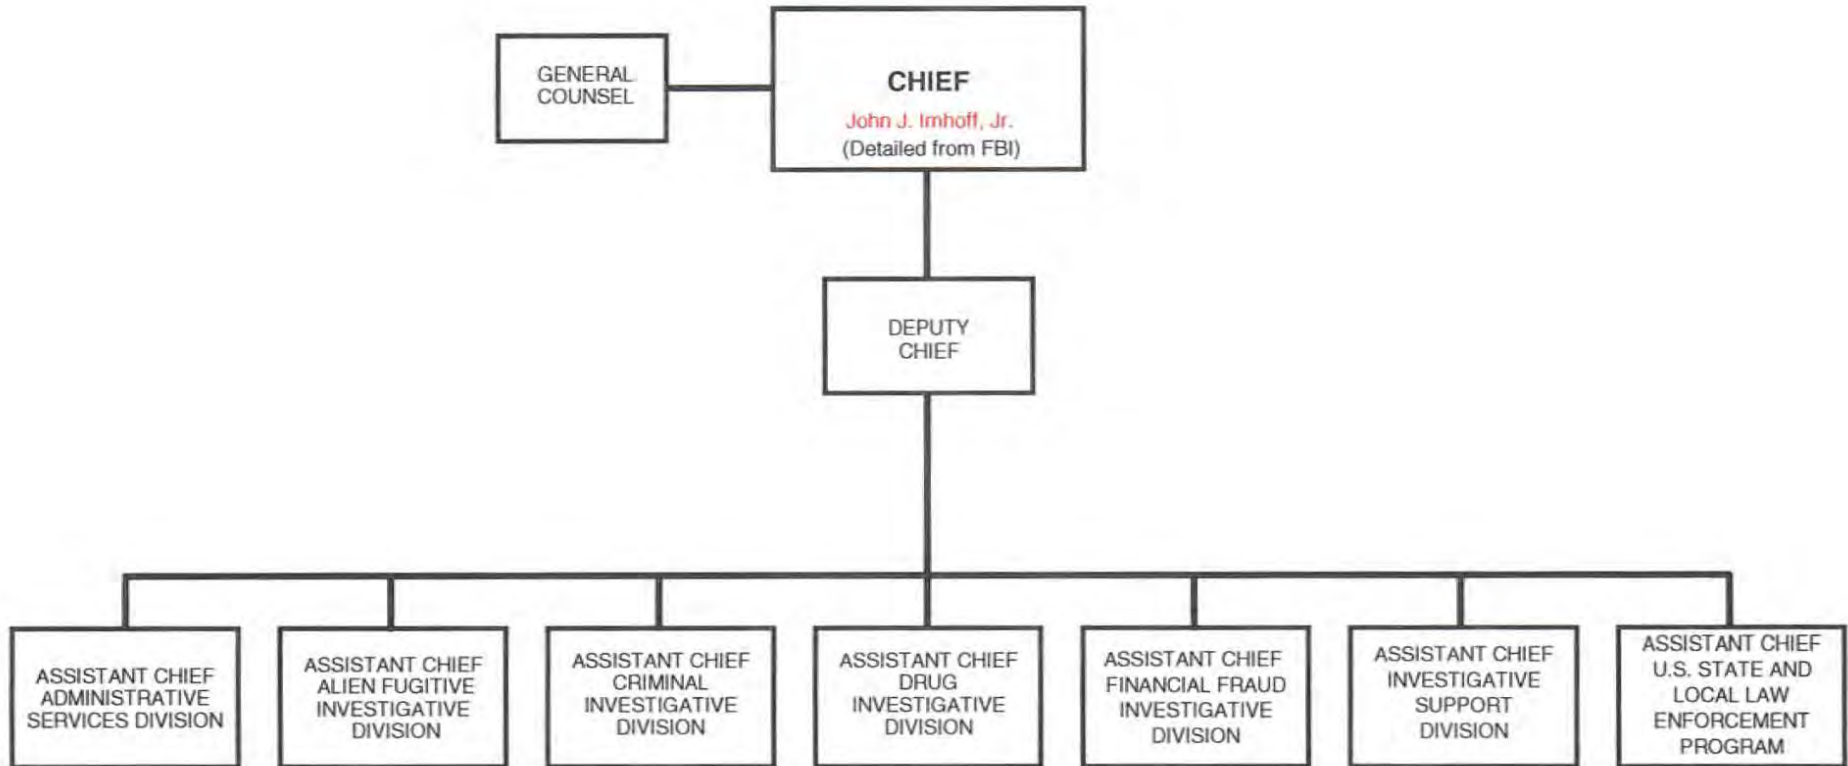 GENERAL
COUNSEL
CHIEF
John J. Imhoff, Jr.
(Detailed from FBI)
DEPUTY
CHIEF
ASSISTANT CHIEF
ADMINISTRATIVE
SERVICES DIVISION
ASSISTANT CHIEF
ALIEN FUGITIVE
INVESTIGATIVE
DIVISION
ASSISTANT CHIEF
CRIMINAL
INVESTIGATIVE
DIVISION
ASSISTANT CHIEF
DRUG
INVESTIGATIVE
DIVISION
ASSISTANT CHIEF
FINANCIAL FRAUD
INVESTIGATIVE
DIVISION
ASSISTANT CHIEF
INVESTIGATIVE
SUPPORT
DIVISION
ASSISTANT CHIEF
U.S. STATE AND
LOCAL LAW
ENFORCEMENT
PROGRAM